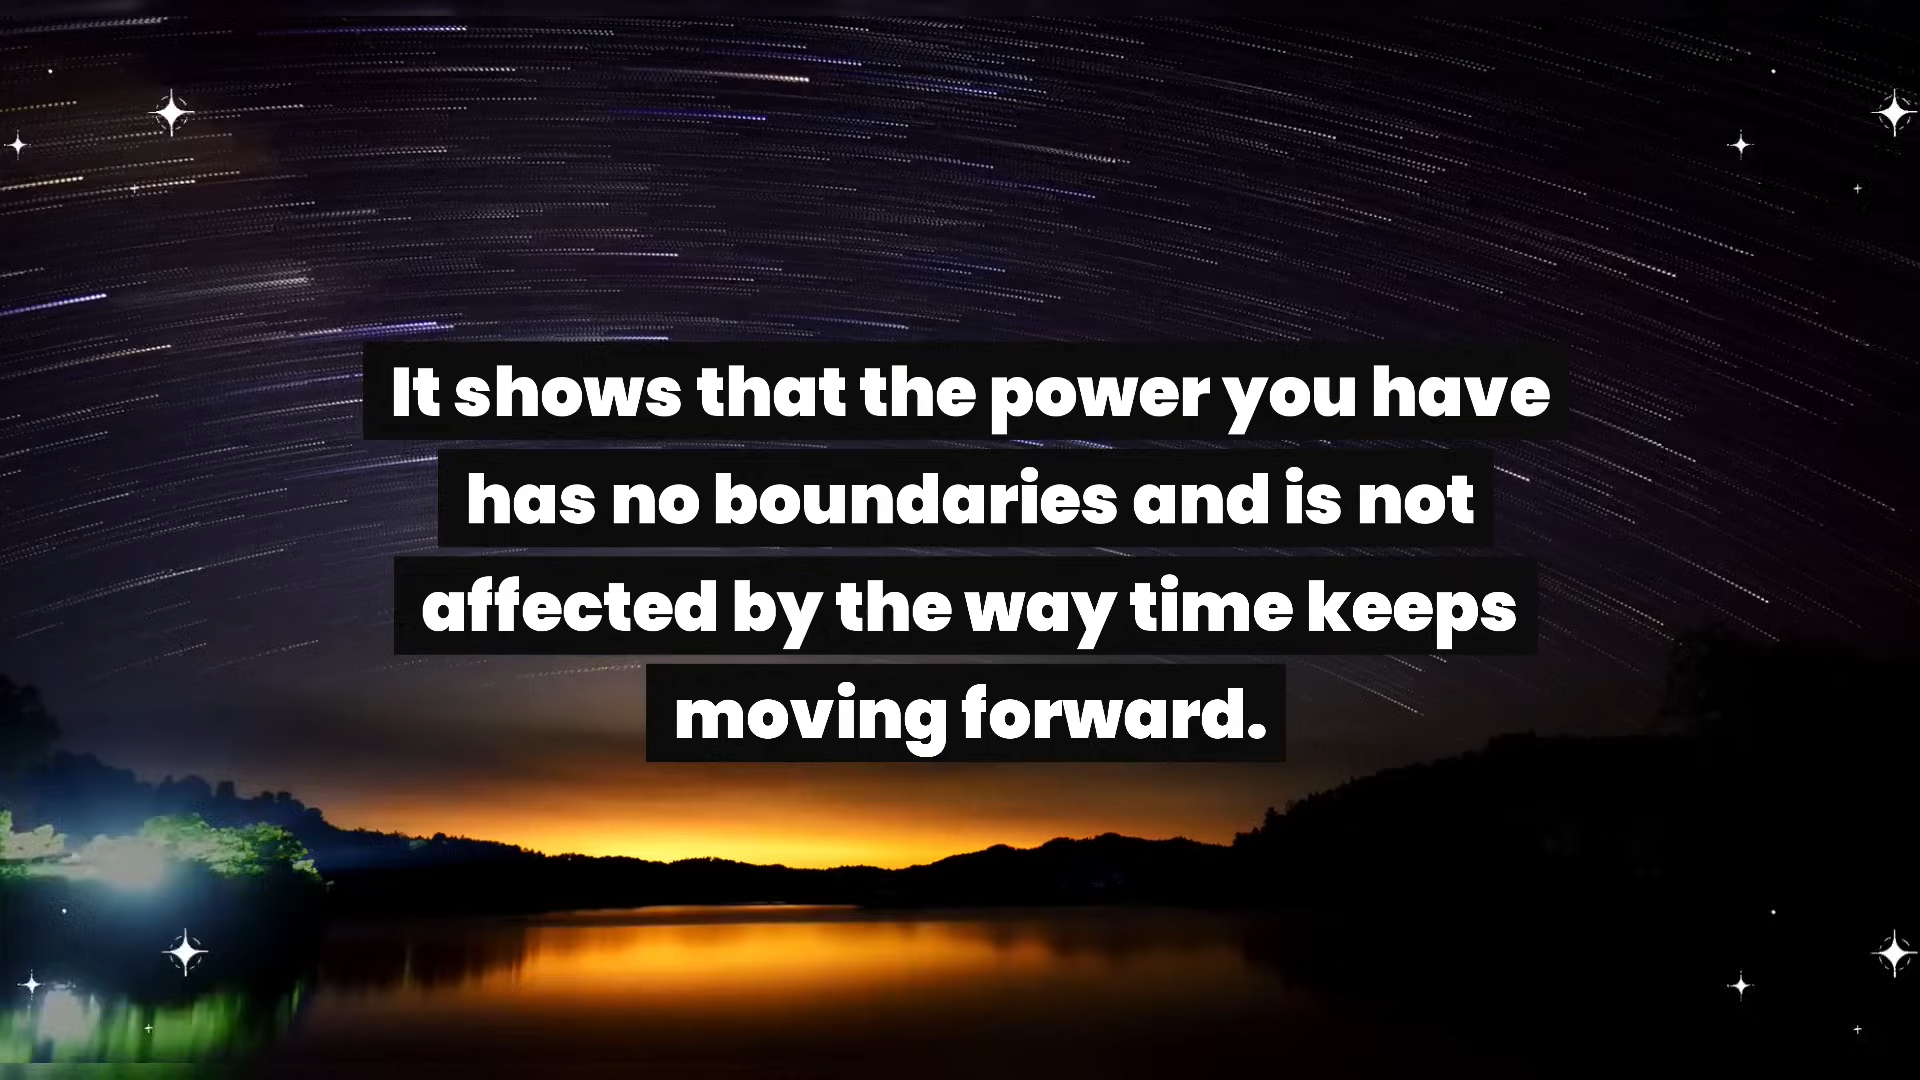 It shows that the power you have
has no boundaries and is not
affected by the way time keeps
moving forward.